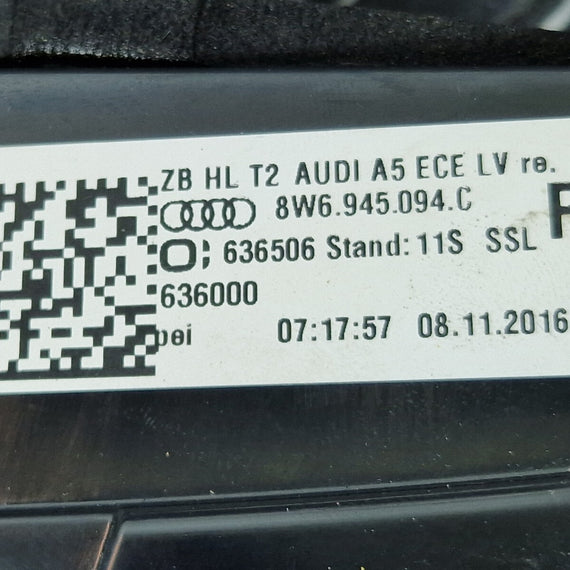 ZB HL T2 AUDI A5 ECE LV re.
8W6.945.094.C
636506 Stand: 11S SSL
636000
07:17:57 08.11.2016